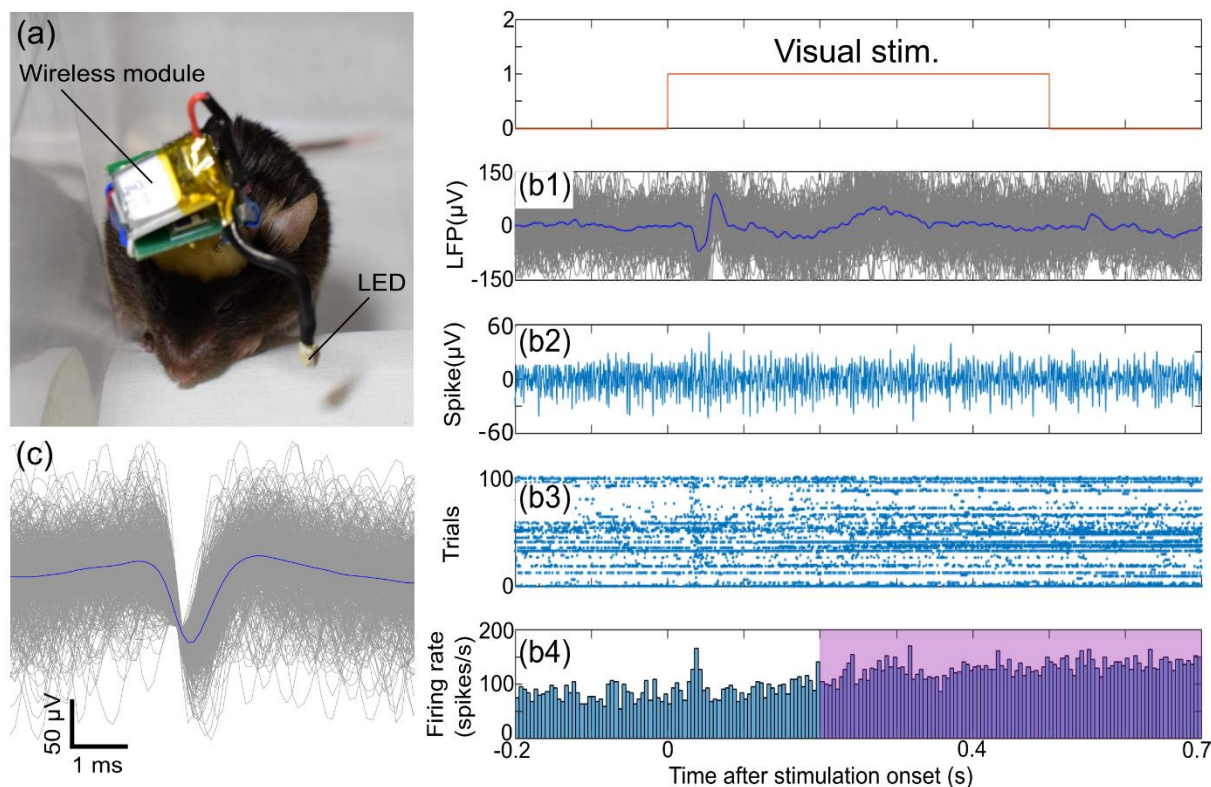 (a)
Wireless module
LED
(c)
50 µV
1 ms
2
Visual stim.
1
0
(b1)
150
LFP(µV)
0
-150
(b2)
60
Spike(µV)
0
-60
(b3)
100
Trials
0
(b4)
200
Firing rate
(spikes/s)
100
0
-0.2 0 0.4 0.7
Time after stimulation onset (s)